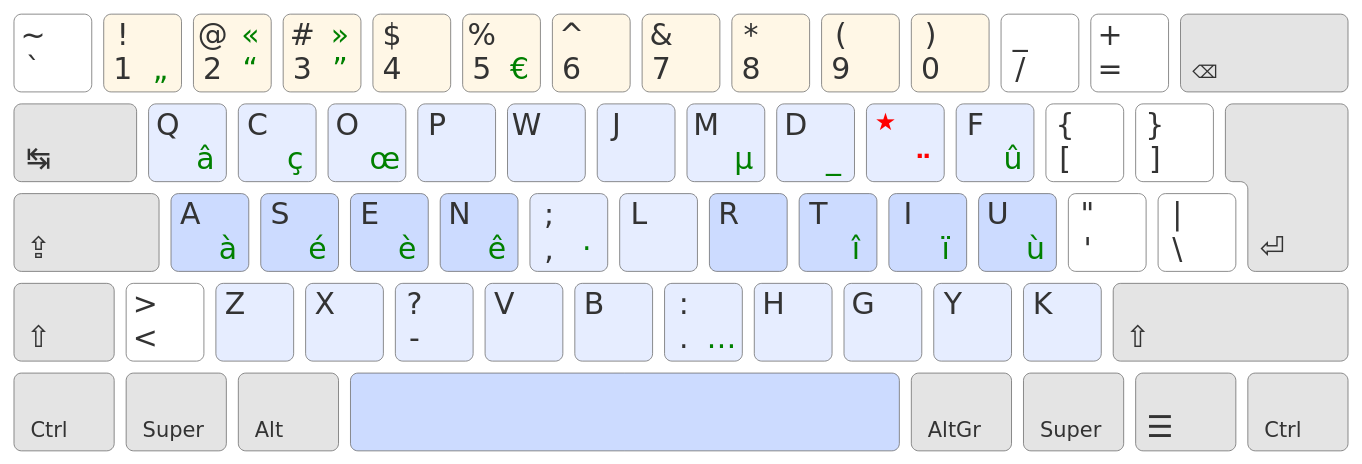 ~ ! @ « # » $ % ^ & * ( ) _ +
` 1 „ 2 “ 3 ” 4 5 € 6 7 8 9 0 / = ⌫
Q C O P W J M D ★ F { }
↹ â ç œ µ _ ¨ û [ ]
A S E N ; L R T I U " |
⇪ à é è ê , · î ï ù ' \ ⏎
> Z X ? V B : H G Y K
⇧ < - . … ⇧
Ctrl Super Alt AltGr Super ☰ Ctrl